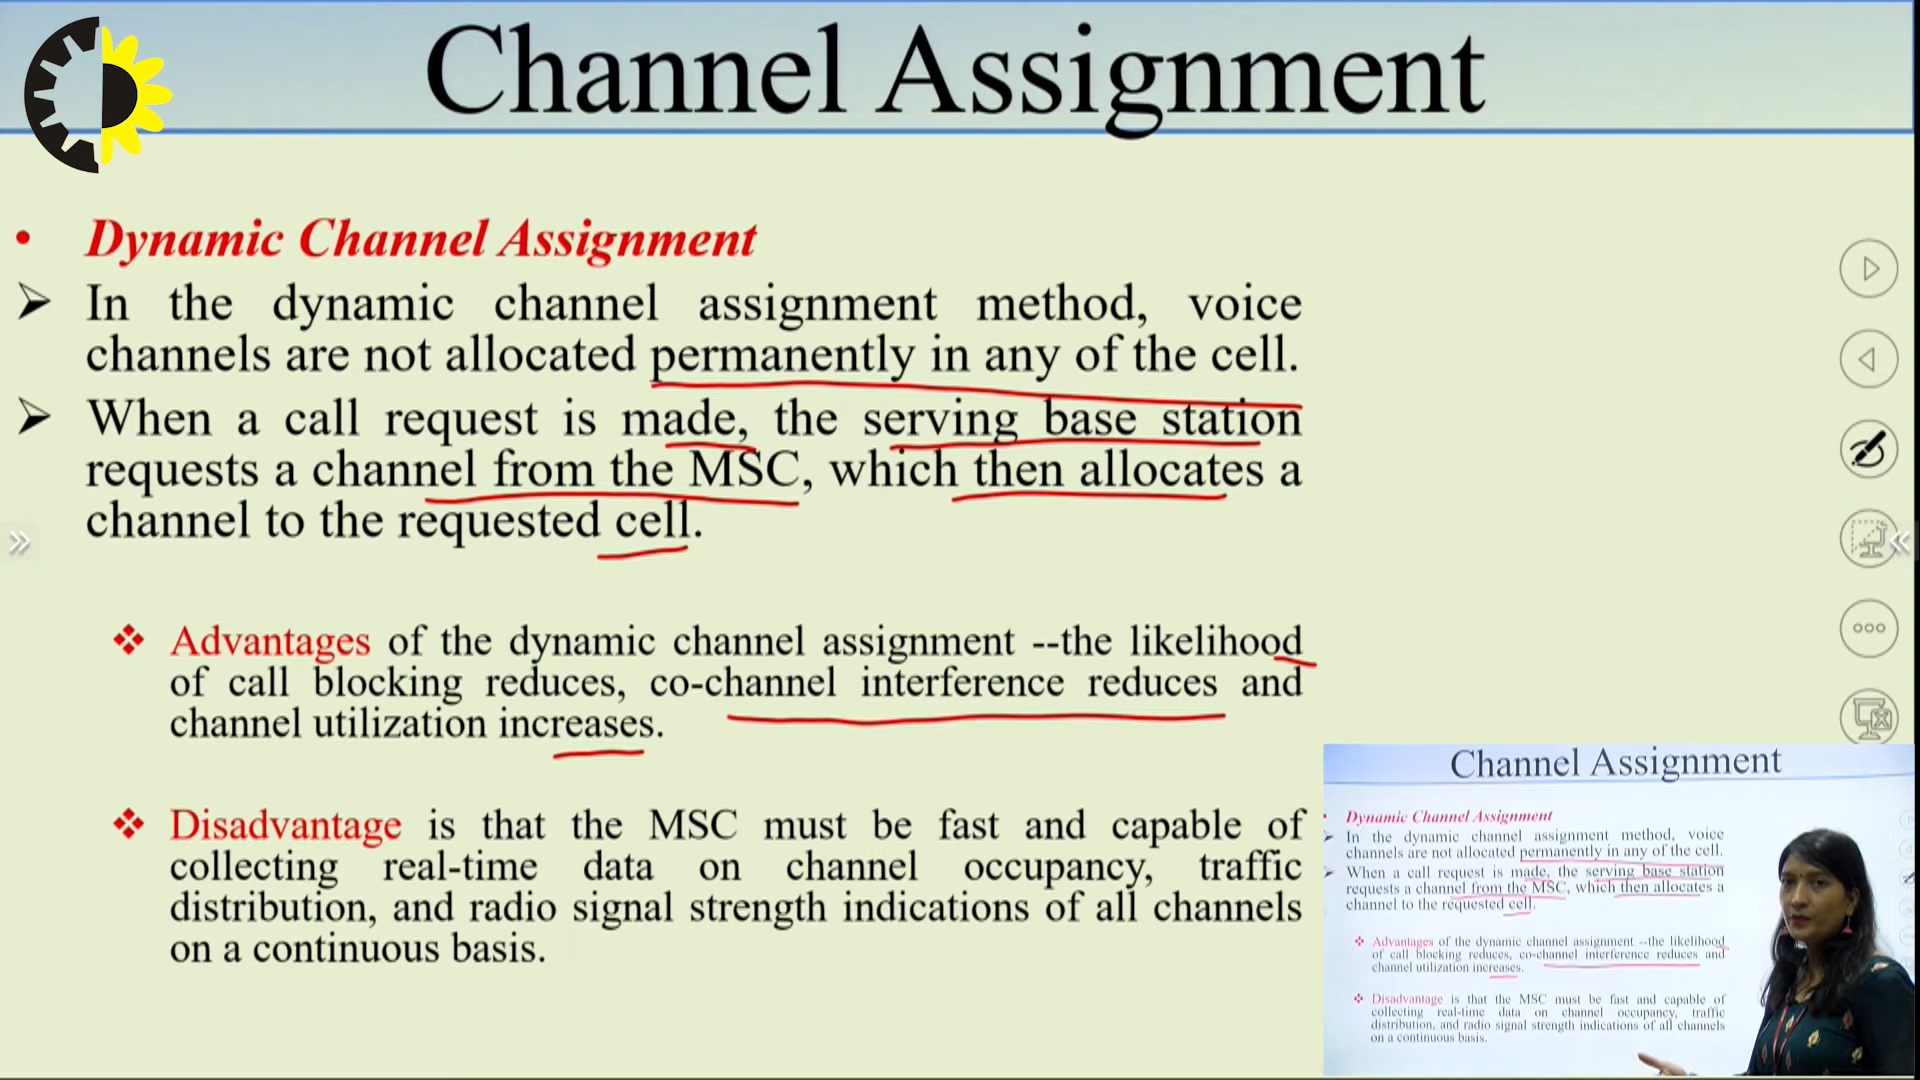 Channel Assignment
• Dynamic Channel Assignment
➢ In the dynamic channel assignment method, voice
channels are not allocated permanently in any of the cell.
➢ When a call request is made, the serving base station
requests a channel from the MSC, which then allocates a
channel to the requested cell.
❖ Advantages of the dynamic channel assignment --the likelihood
of call blocking reduces, co-channel interference reduces and
channel utilization increases.
❖ Disadvantage is that the MSC must be fast and capable of
collecting real-time data on channel occupancy, traffic
distribution, and radio signal strength indications of all channels
on a continuous basis.
Channel Assignment
Dynamic Channel Assignment
In the dynamic channel assignment method, voice
channels are not allocated permanently in any of the cell.
When a call request is made, the serving base station
requests a channel from the MSC, which then allocates a
channel to the requested cell.
❖ Advantages of the dynamic channel assignment --the likelihood
of call blocking reduces, co-channel interference reduces and
channel utilization increases.
❖ Disadvantage is that the MSC must be fast and capable of
collecting real-time data on channel occupancy, traffic
distribution, and radio signal strength indications of all channels
on a continuous basis.